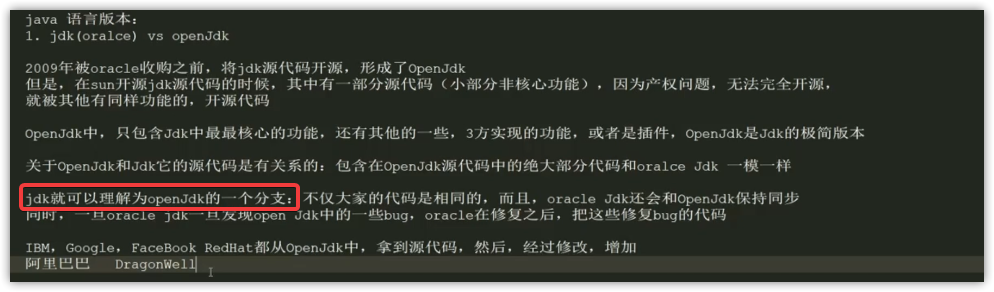 java 语言版本：
1. jdk(oralce) vs openJdk
2009年被oracle收购之前，将jdk源代码开源，形成了OpenJdk
但是，在sun开源jdk源代码的时候，其中有一部分源代码（小部分非核心功能），因为产权问题，无法完全开源，
就被其他有同样功能的，开源代码
OpenJdk中，只包含Jdk中最最核心的功能，还有其他的一些，3方实现的功能，或者是插件，OpenJdk是Jdk的极简版本
关于OpenJdk和Jdk它的源代码是有关系的：包含在OpenJdk源代码中的绝大部分代码和oralce Jdk 一模一样
jdk就可以理解为openJdk的一个分支：不仅大家的代码是相同的，而且，oracle Jdk还会和OpenJdk保持同步
同时，一旦oracle jdk一旦发现open Jdk中的一些bug，oracle在修复之后，把这些修复bug的代码
IBM，Google，FaceBook RedHat都从OpenJdk中，拿到源代码，然后，经过修改，增加
阿里巴巴 DragonWell